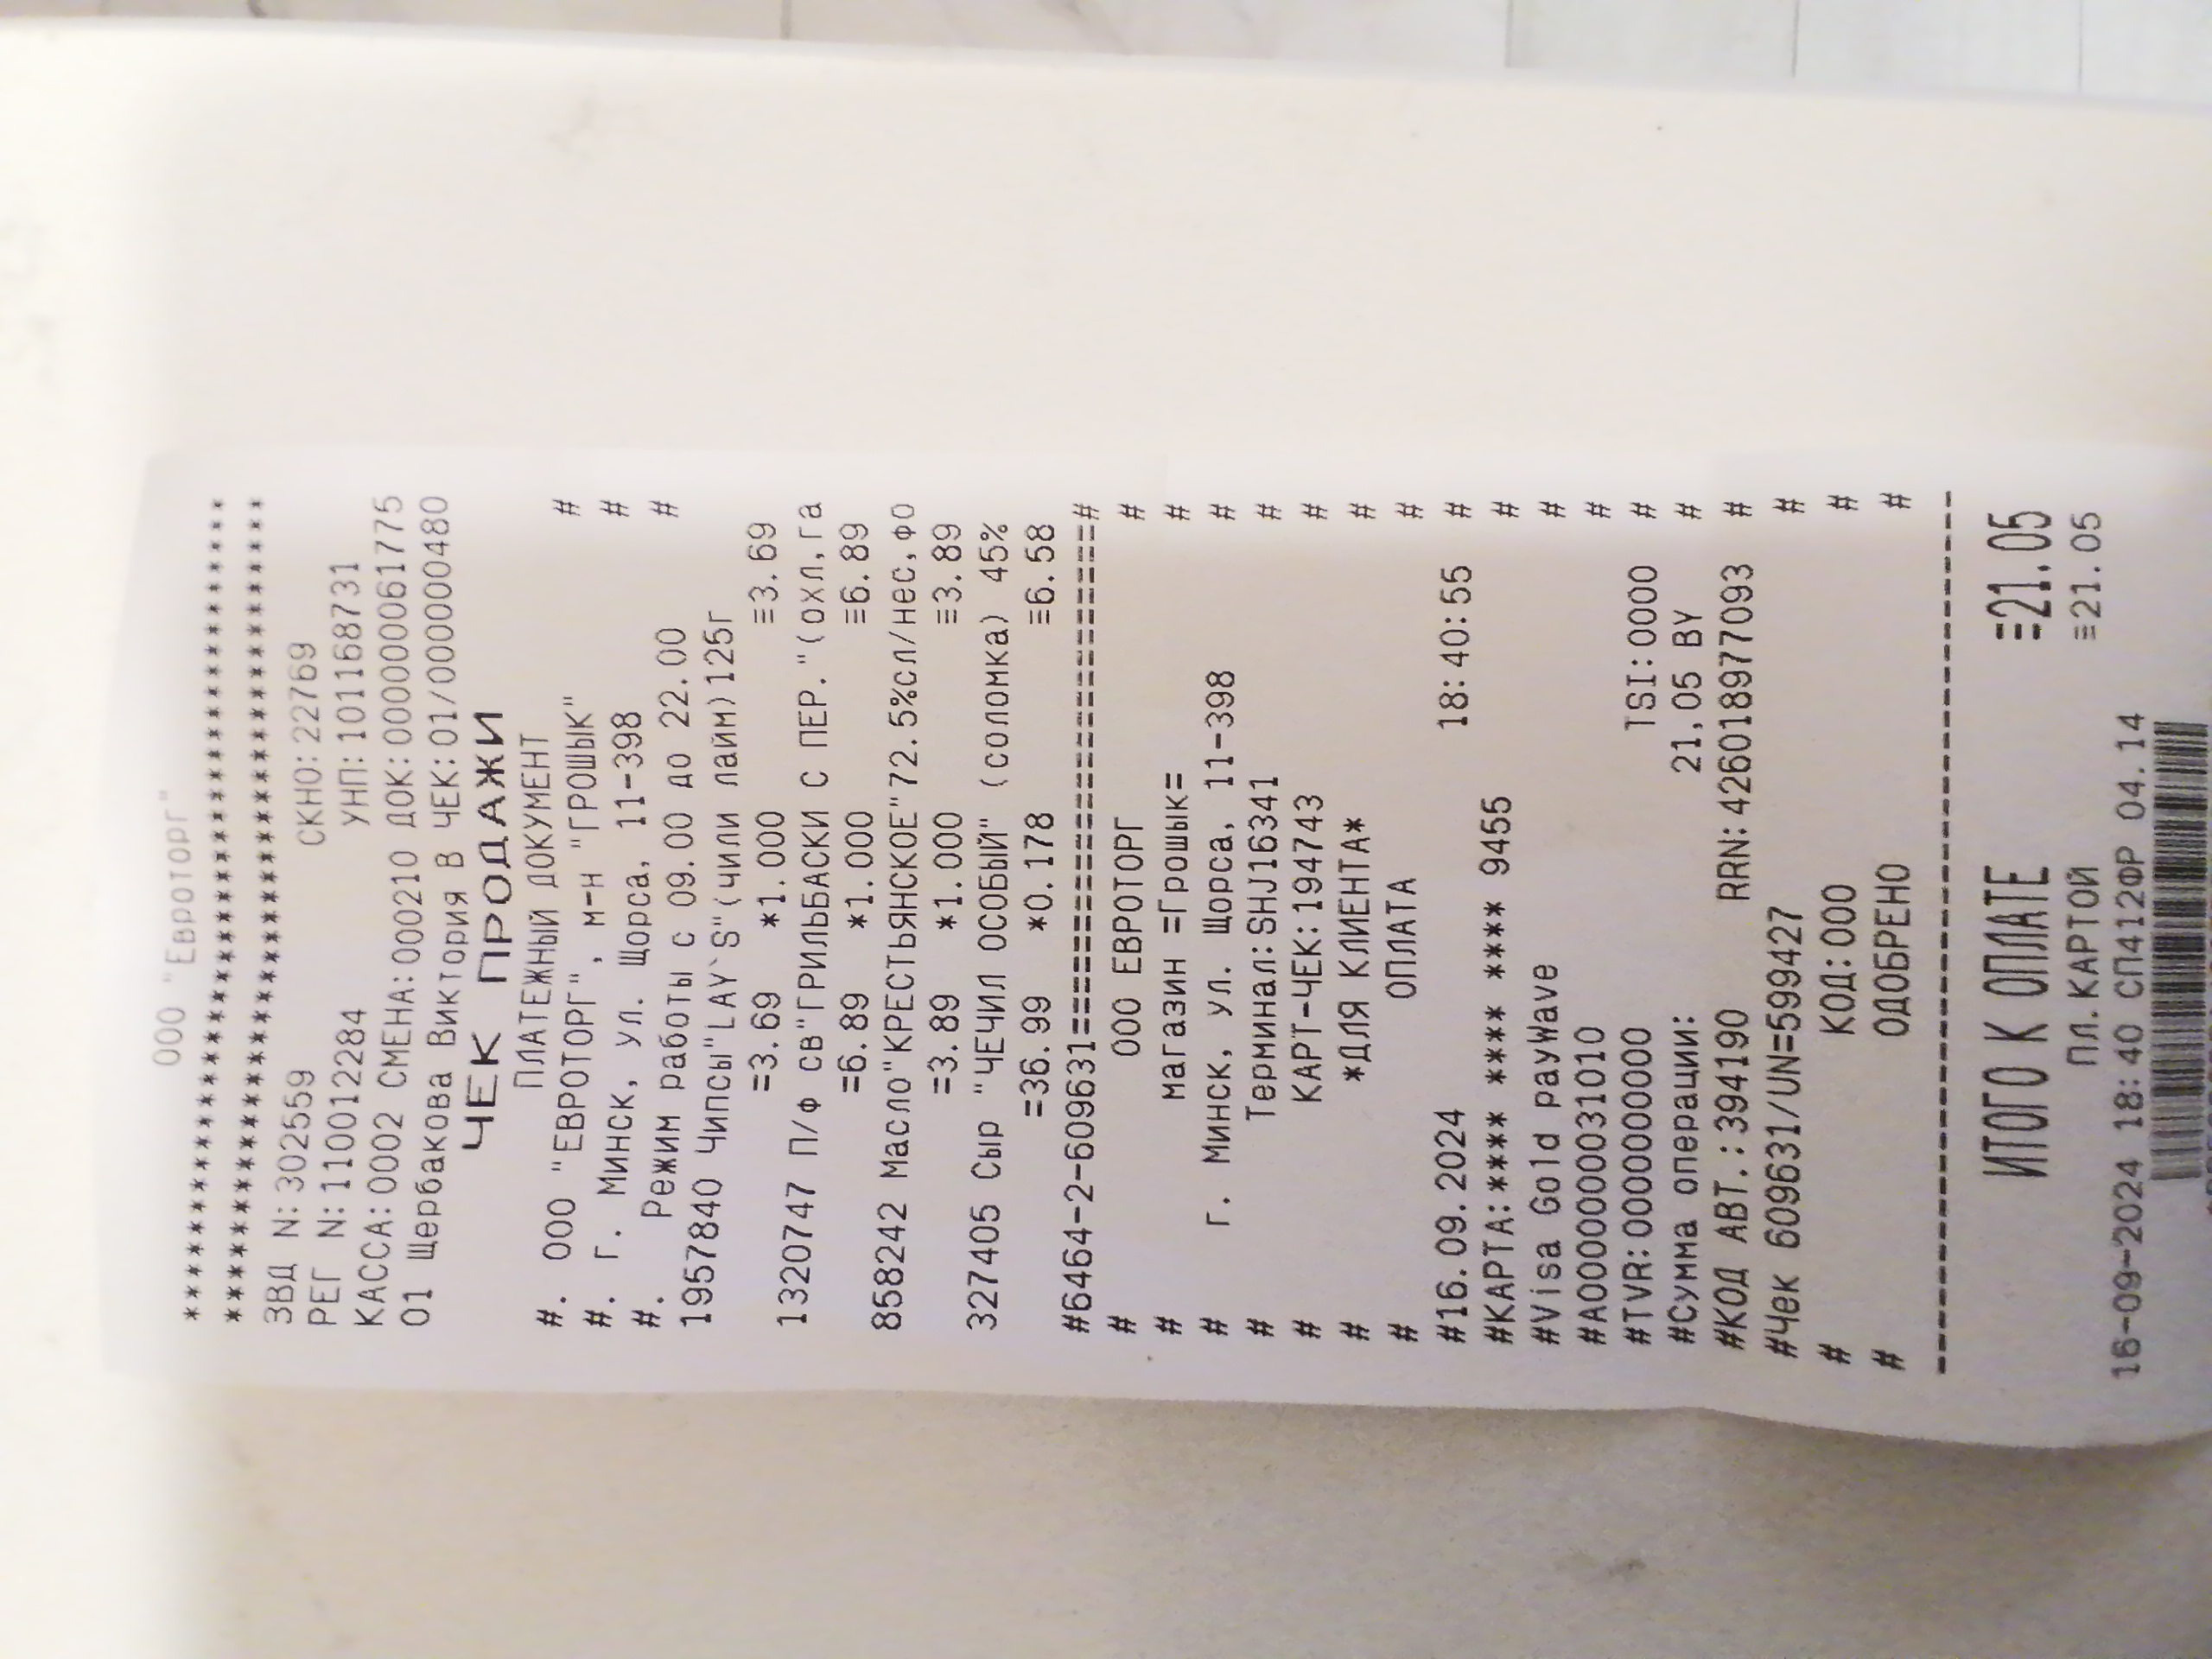 ООО "Евроторг"
****************************************
****************************************
ЗВД N:302559 СКНО:22769
РЕГ N:110012284 УНП:101168731
КАССА:0002 СМЕНА:000210 ДОК:000000061775
01 Щербакова Виктория В ЧЕК:01/000000480
ЧЕК ПРОДАЖИ
ПЛАТЕЖНЫЙ ДОКУМЕНТ
#. ООО "ЕВРОТОРГ", м-н "ГРОШЫК" #
#. Г. МИНСК, ул. Щорса, 11-398 #
#. Режим работы с 09.00 до 22.00 #
1957840 Чипсы"LAY`S"(чили лайм)125г
=3.69 *1.000 ≡3.69
1320747 П/ф св"ГРИЛЬБАСКИ С ПЕР."(охл,га
=6.89 *1.000 ≡6.89
858242 Масло"КРЕСТЬЯНСКОЕ"72.5%сл/нес,фо
=3.89 *1.000 ≡3.89
327405 Сыр "ЧЕЧИЛ ОСОБЫЙ" (соломка) 45%
=36.99 *0.178 ≡6.58
#6464-2-609631========================#
# ООО ЕВРОТОРГ #
# магазин =Грошык= #
# г. Минск, ул. Щорса, 11-398 #
# Терминал:SHJ16341 #
# КАРТ-ЧЕК:194743 #
# *ДЛЯ КЛИЕНТА* #
# ОПЛАТА #
#16.09.2024 18:40:55 #
#КАРТА:**** **** **** **** 9455 #
#Visa Gold payWave #
#A0000000031010 #
#TVR:0000000000 TSI:0000 #
#Сумма операции: 21,05 BY #
#КОД АВТ.:394190 RRN:426018977093 #
#Чек 609631/UN=599427 #
# КОД:000 #
# ОДОБРЕНО #
----------------------------------------
ИТОГ К ОПЛАТЕ =21.05
Пл.КАРТОЙ ≡21.05
16-09-2024 18:40 СП412ФР 04.14